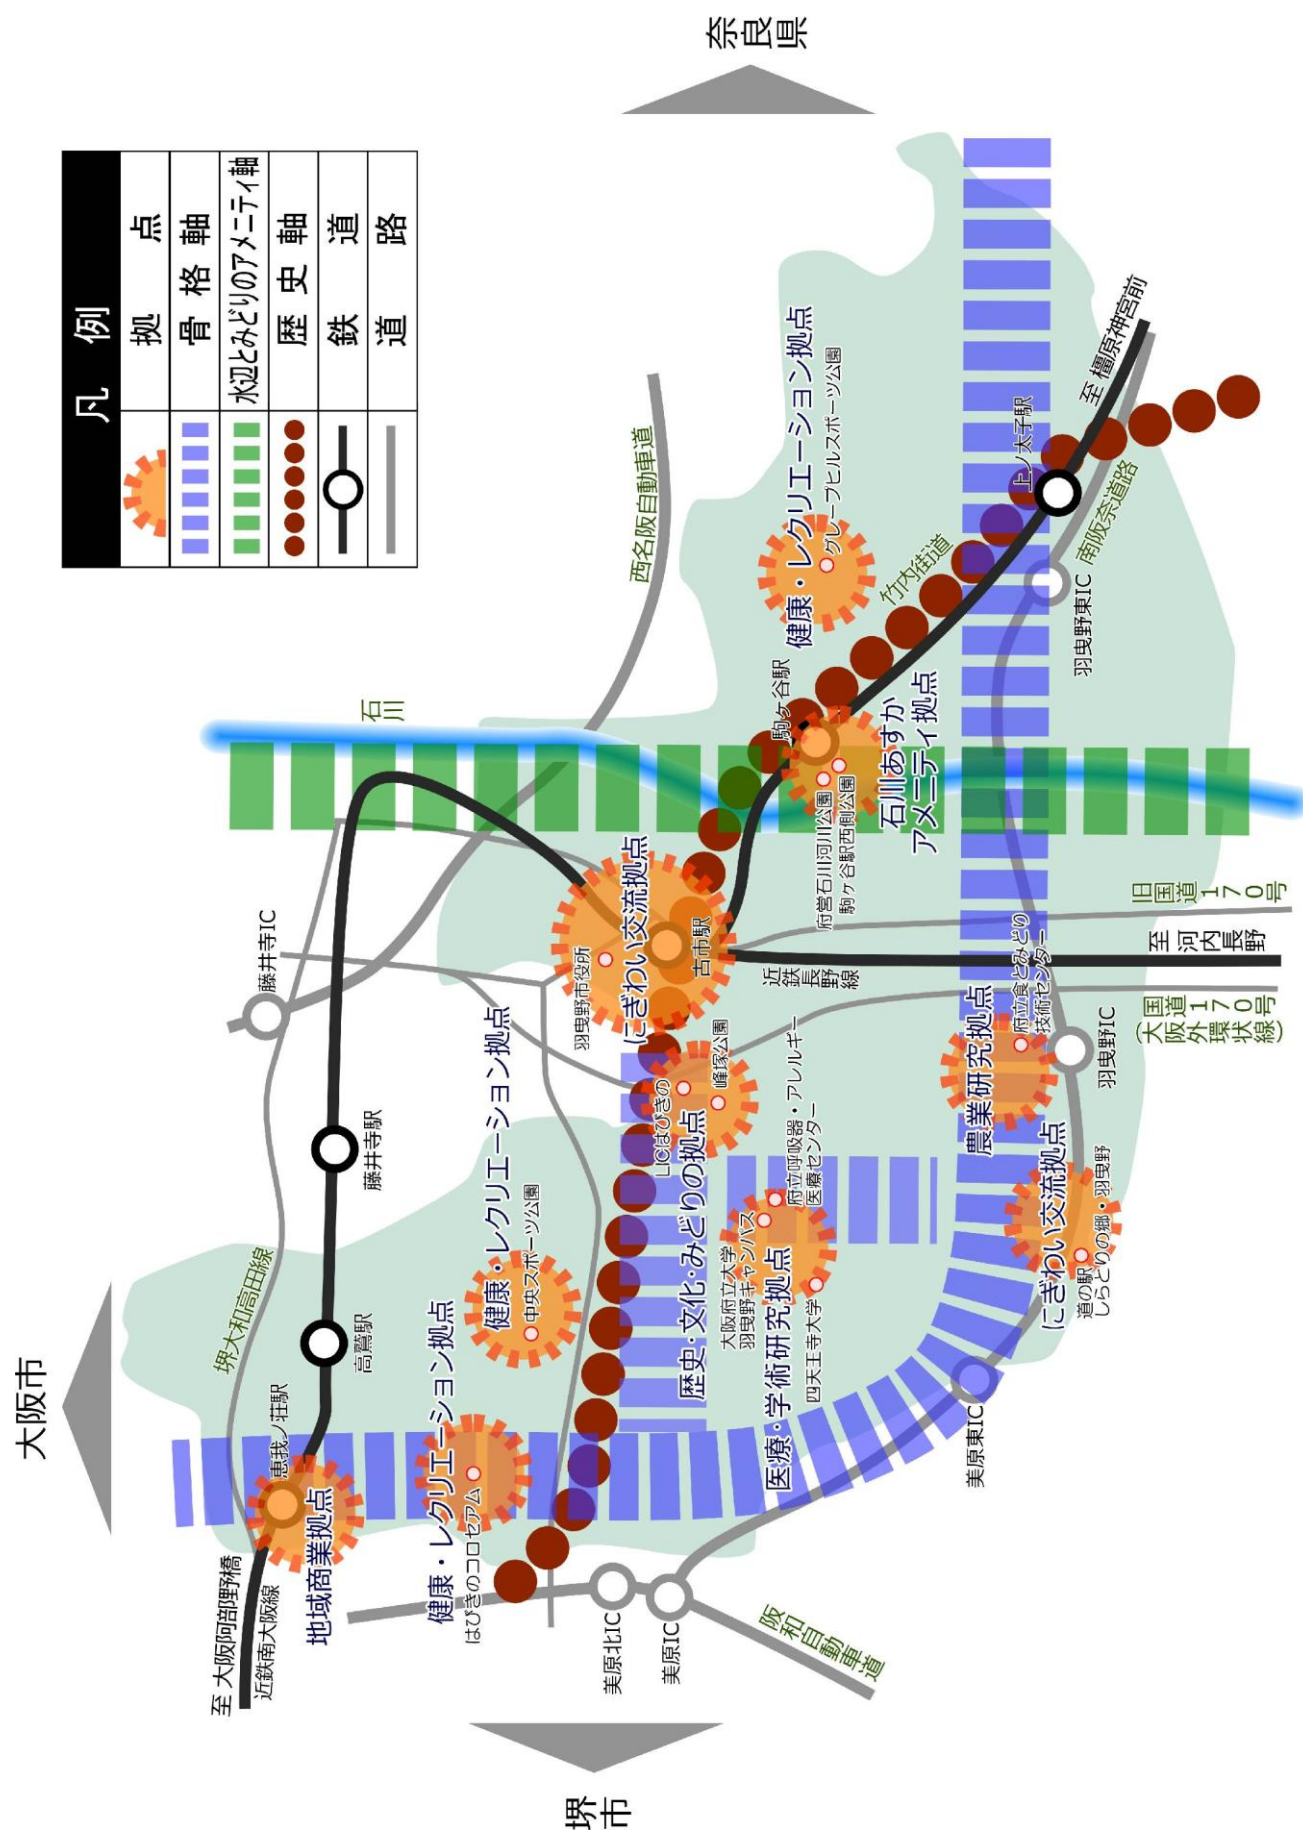 凡例
拠点
骨格軸
水辺とみどりのアメニティ軸
歴史軸
鉄道
道路
大阪市
堺市
奈良県
至 大阪阿部野橋
近鉄南大阪線
恵我ノ荘駅
地域商業拠点
堺大和高田線
高鷲駅
藤井寺駅
藤井寺IC
西名阪自動車道
石川
健康・レクリエーション拠点
はびきのコロセアム
健康・レクリエーション拠点
中央スポーツ公園
にぎわい交流拠点
羽曳野市役所
古市駅
美原北IC
美原IC
阪和自動車道
歴史・文化・みどりの拠点
LICはびきの
峰塚公園
医療・学術研究拠点
大阪府立大学
羽曳野キャンパス
府立呼吸器・アレルギー
医療センター
四天王寺大学
近鉄長野線
府営石川河川公園
駒ヶ谷駅西側公園
駒ヶ谷駅
石川あすか
アメニティ拠点
健康・レクリエーション拠点
グレープヒルスポーツ公園
竹内街道
上ノ太子駅
至 橿原神宮前
南阪奈道路
羽曳野東IC
農業研究拠点
府立食とみどり
技術センター
羽曳野IC
にぎわい交流拠点
道の駅
しらとりの郷・羽曳野
美原東IC
旧国道170号
至河内長野
国道170号
(大阪外環状線)